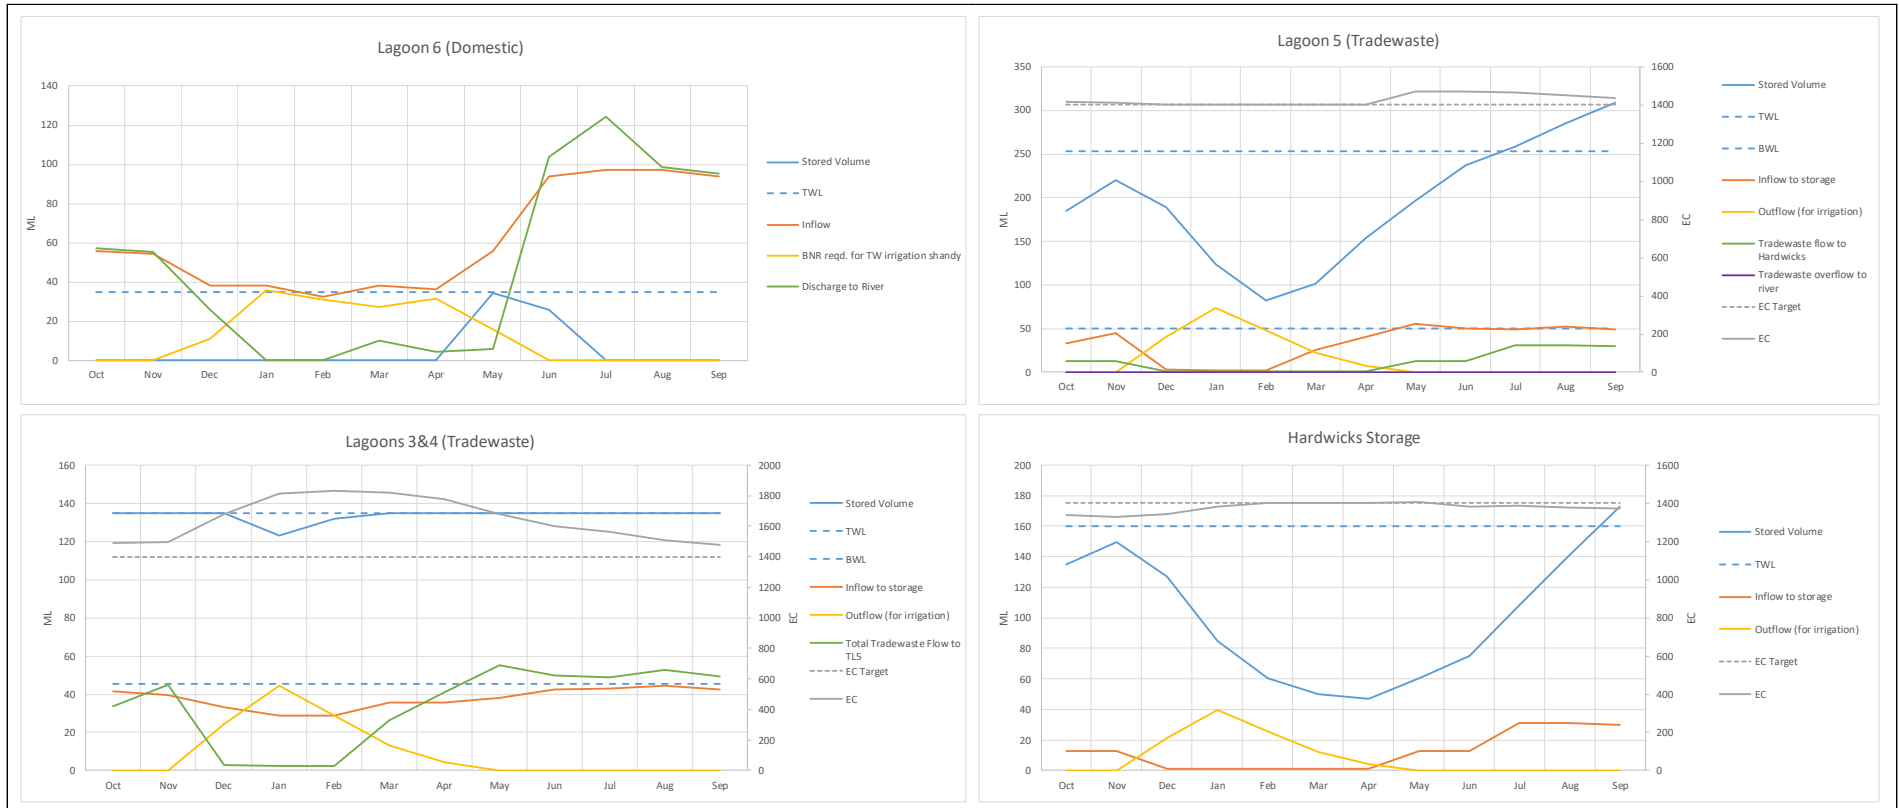 Lagoon 6 (Domestic)
140
120
100
80
60
40
20
0
ML
Oct Nov Dec Jan Feb Mar Apr May Jun Jul Aug Sep
Stored Volume
TWL
Inflow
BNR reqd. for TW irrigation shandy
Discharge to River
Lagoon 5 (Tradewaste)
350
300
250
200
150
100
50
0
ML
1600
1400
1200
1000
800
600
400
200
0
EC
Oct Nov Dec Jan Feb Mar Apr May Jun Jul Aug Sep
Stored Volume
TWL
BWL
Inflow to storage
Outflow (for irrigation)
Tradewaste flow to
Hardwicks
Tradewaste overflow to
river
EC Target
EC
Lagoons 3&4 (Tradewaste)
160
140
120
100
80
60
40
20
0
ML
2000
1800
1600
1400
1200
1000
800
600
400
200
0
EC
Oct Nov Dec Jan Feb Mar Apr May Jun Jul Aug Sep
Stored Volume
TWL
BWL
Inflow to storage
Outflow (for irrigation)
Total Tradewaste Flow to
TL5
EC Target
EC
Hardwicks Storage
200
180
160
140
120
100
80
60
40
20
0
ML
1600
1400
1200
1000
800
600
400
200
0
EC
Oct Nov Dec Jan Feb Mar Apr May Jun Jul Aug Sep
Stored Volume
TWL
Inflow to storage
Outflow (for irrigation)
EC Target
EC